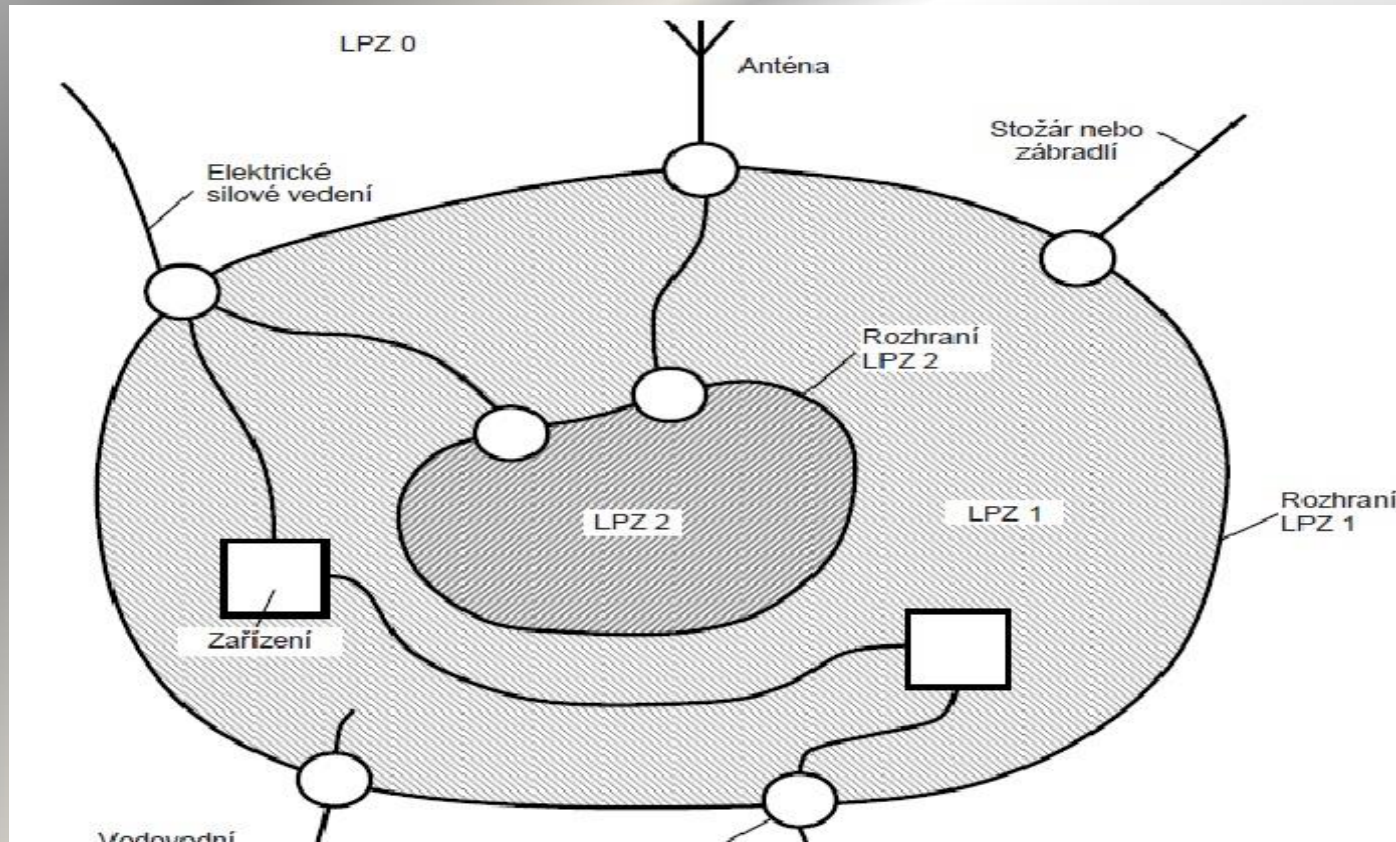 LPZ 0
Anténa
Stožár nebo
zábradlí
Elektrické
silové vedení
Rozhraní
LPZ 2
LPZ 2
LPZ 1
Rozhraní
LPZ 1
Zařízení
Vodovodní